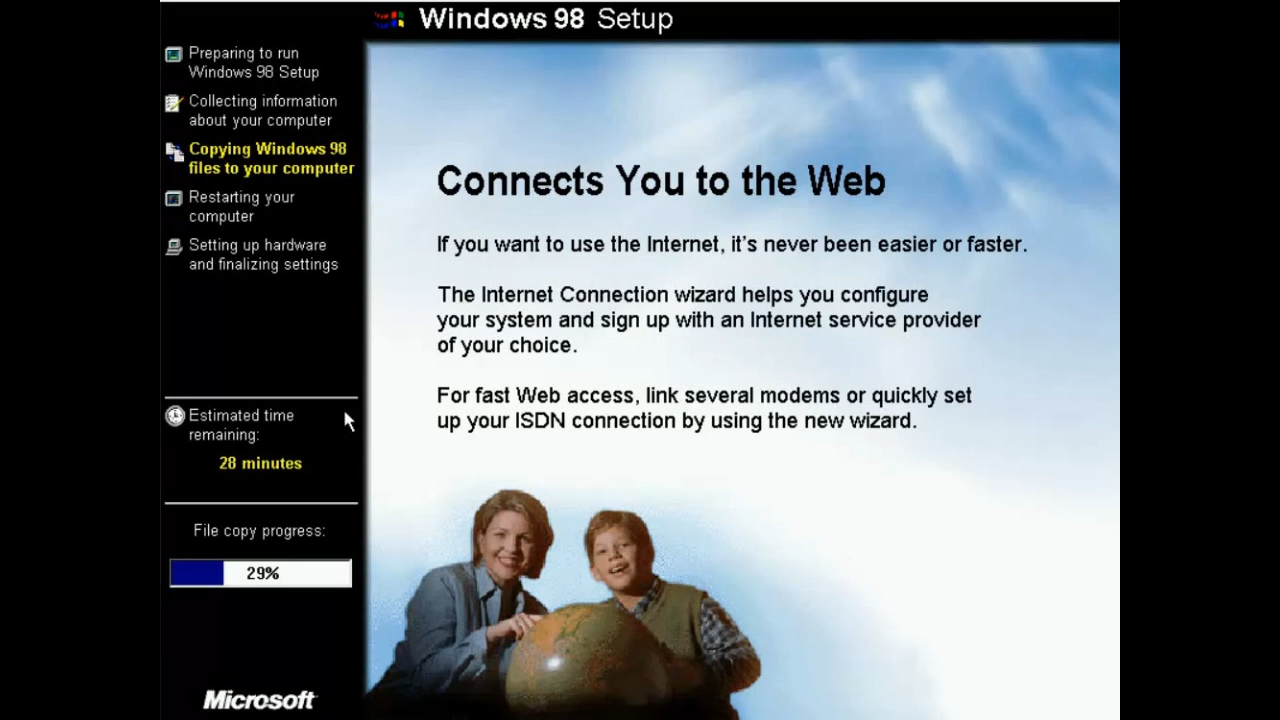 Windows 98 Setup
Preparing to run
Windows 98 Setup
Collecting information
about your computer
Copying Windows 98
files to your computer
Restarting your
computer
Setting up hardware
and finalizing settings
Estimated time
remaining:
28 minutes
File copy progress:
29%
Microsoft
Connects You to the Web
If you want to use the Internet, it's never been easier or faster.
The Internet Connection wizard helps you configure
your system and sign up with an Internet service provider
of your choice.
For fast Web access, link several modems or quickly set
up your ISDN connection by using the new wizard.